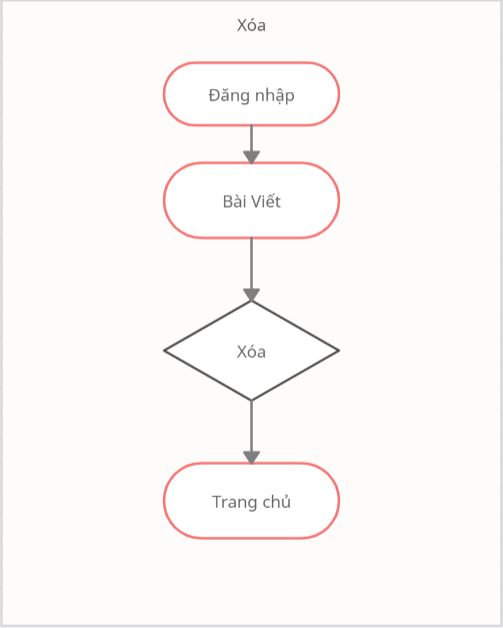 Xóa
Đăng nhập
Bài Viết
Xóa
Trang chủ